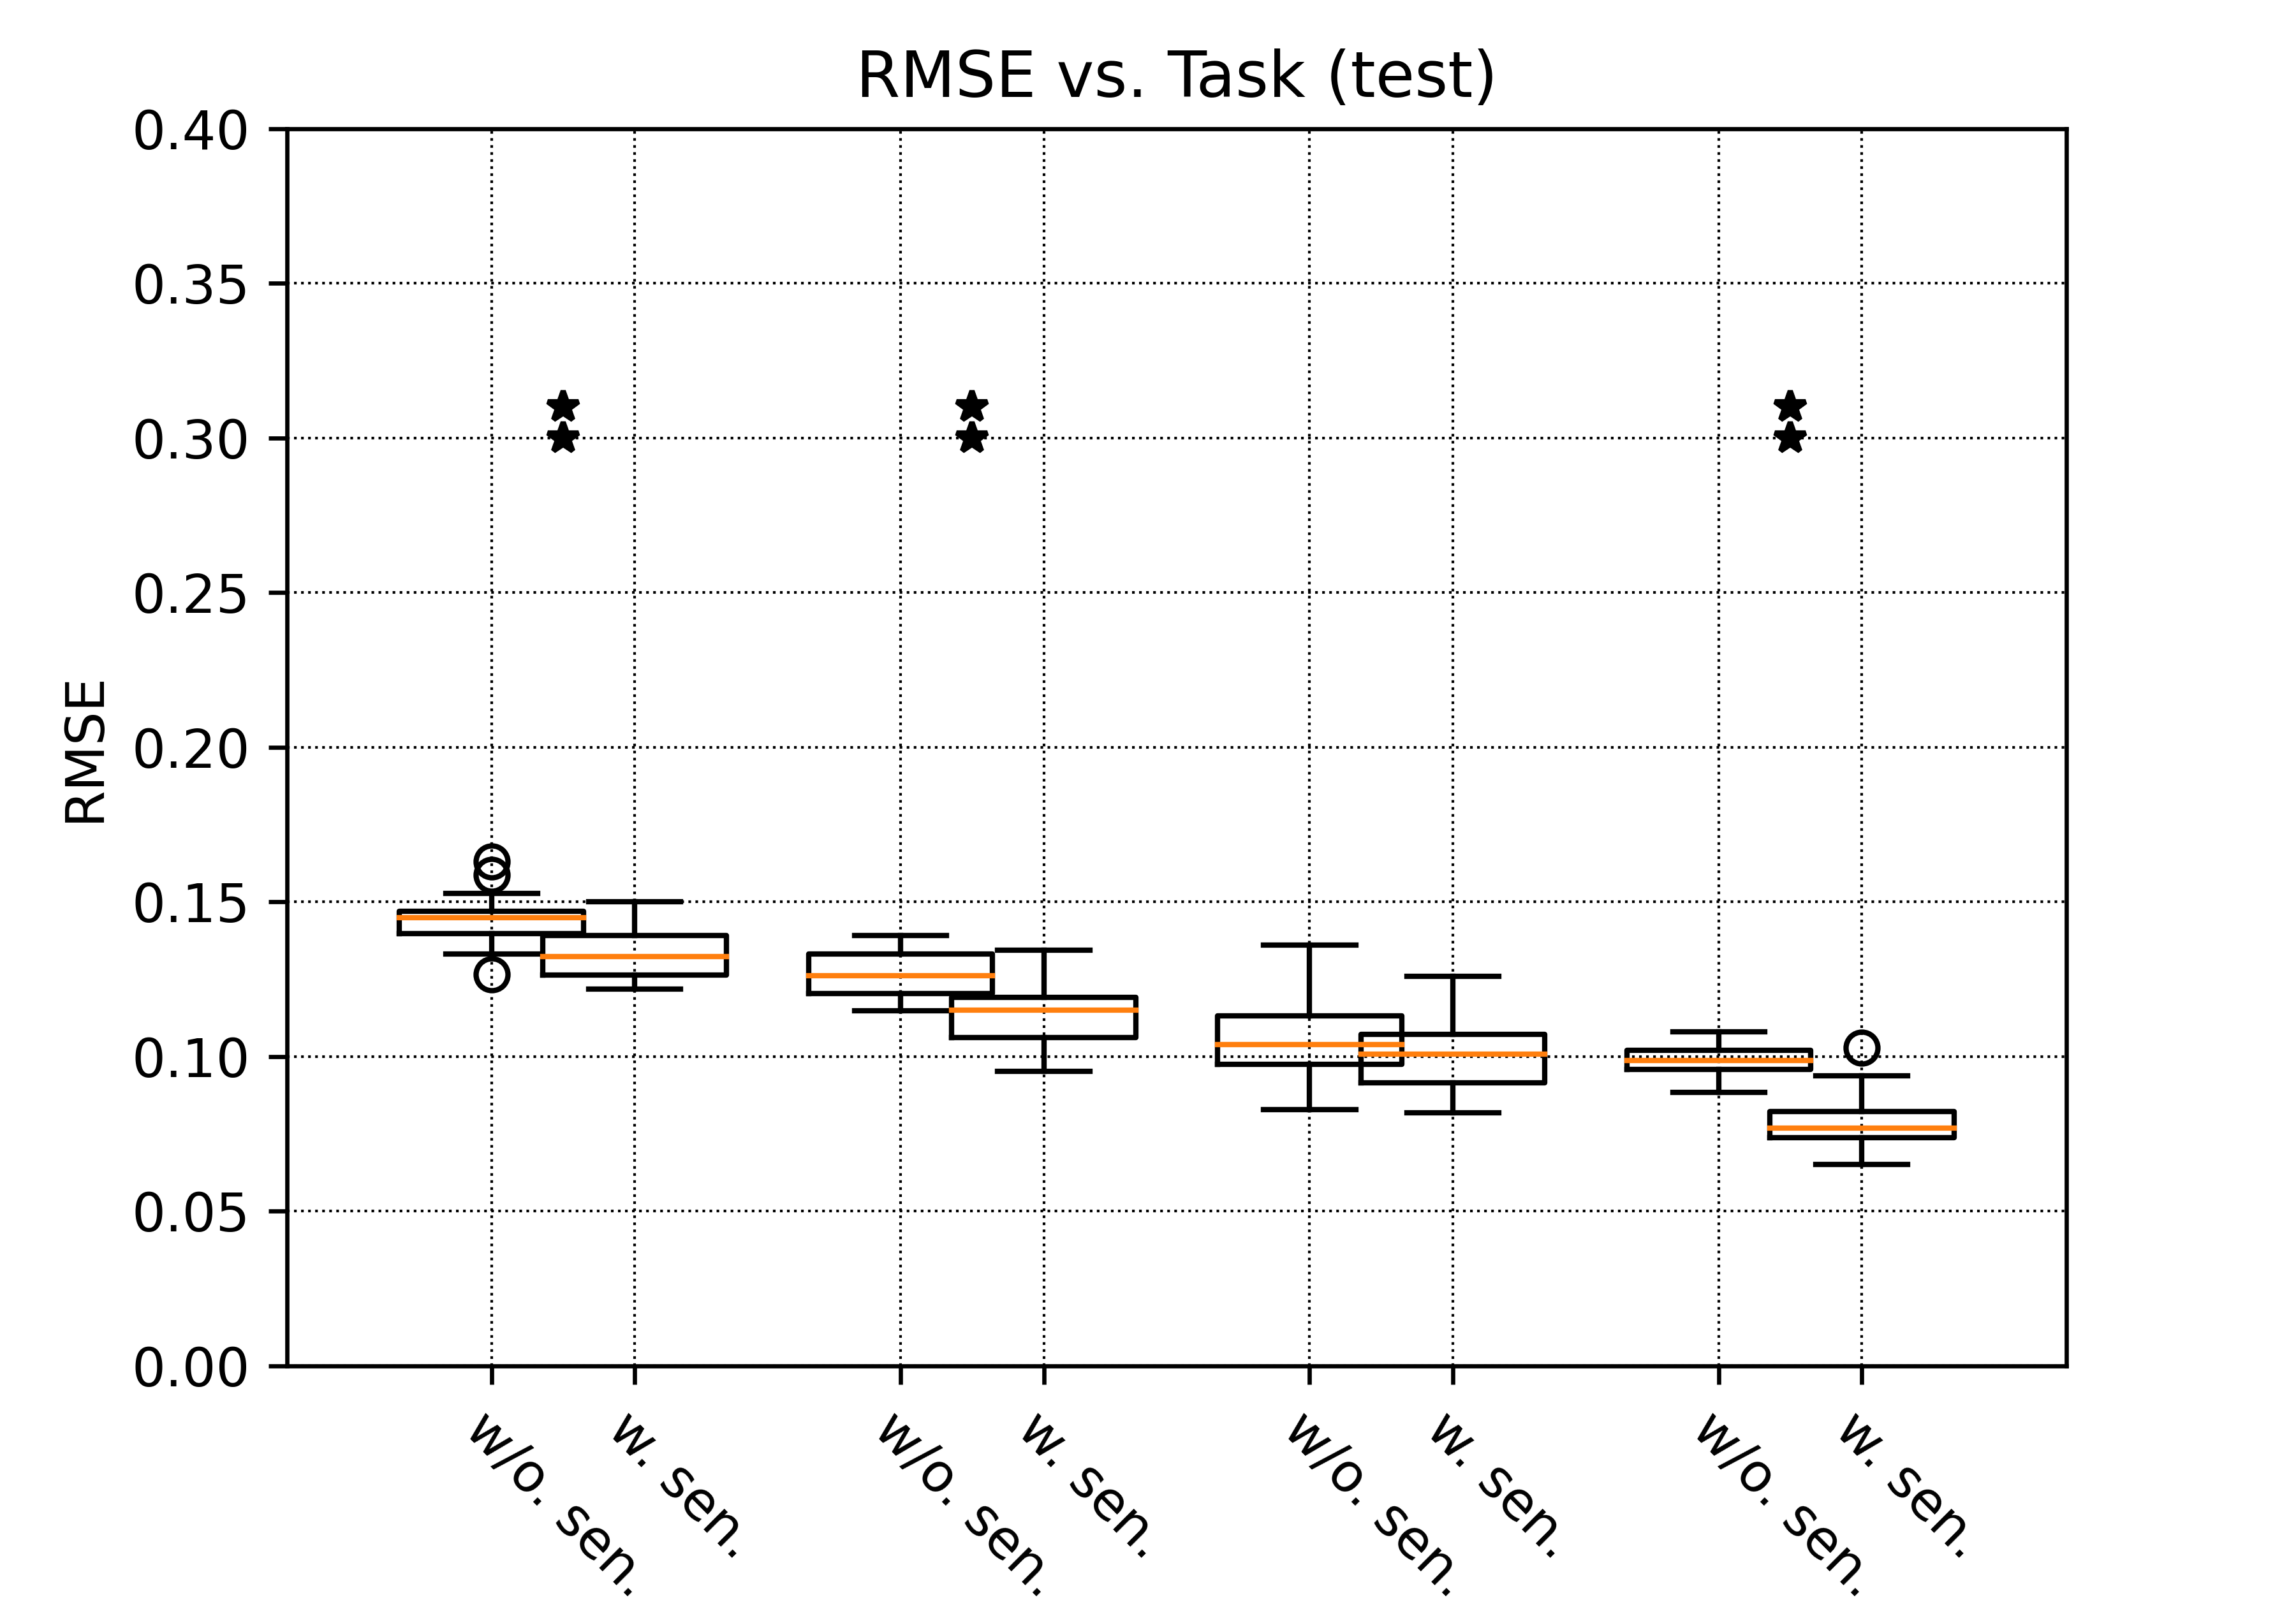 RMSE vs. Task (test)
0.40
0.35
0.30
0.25
0.20
0.15
0.10
0.05
0.00
RMSE
w/o. sen.
w. sen.
w/o. sen.
w. sen.
w/o. sen.
w. sen.
w/o. sen.
w. sen.